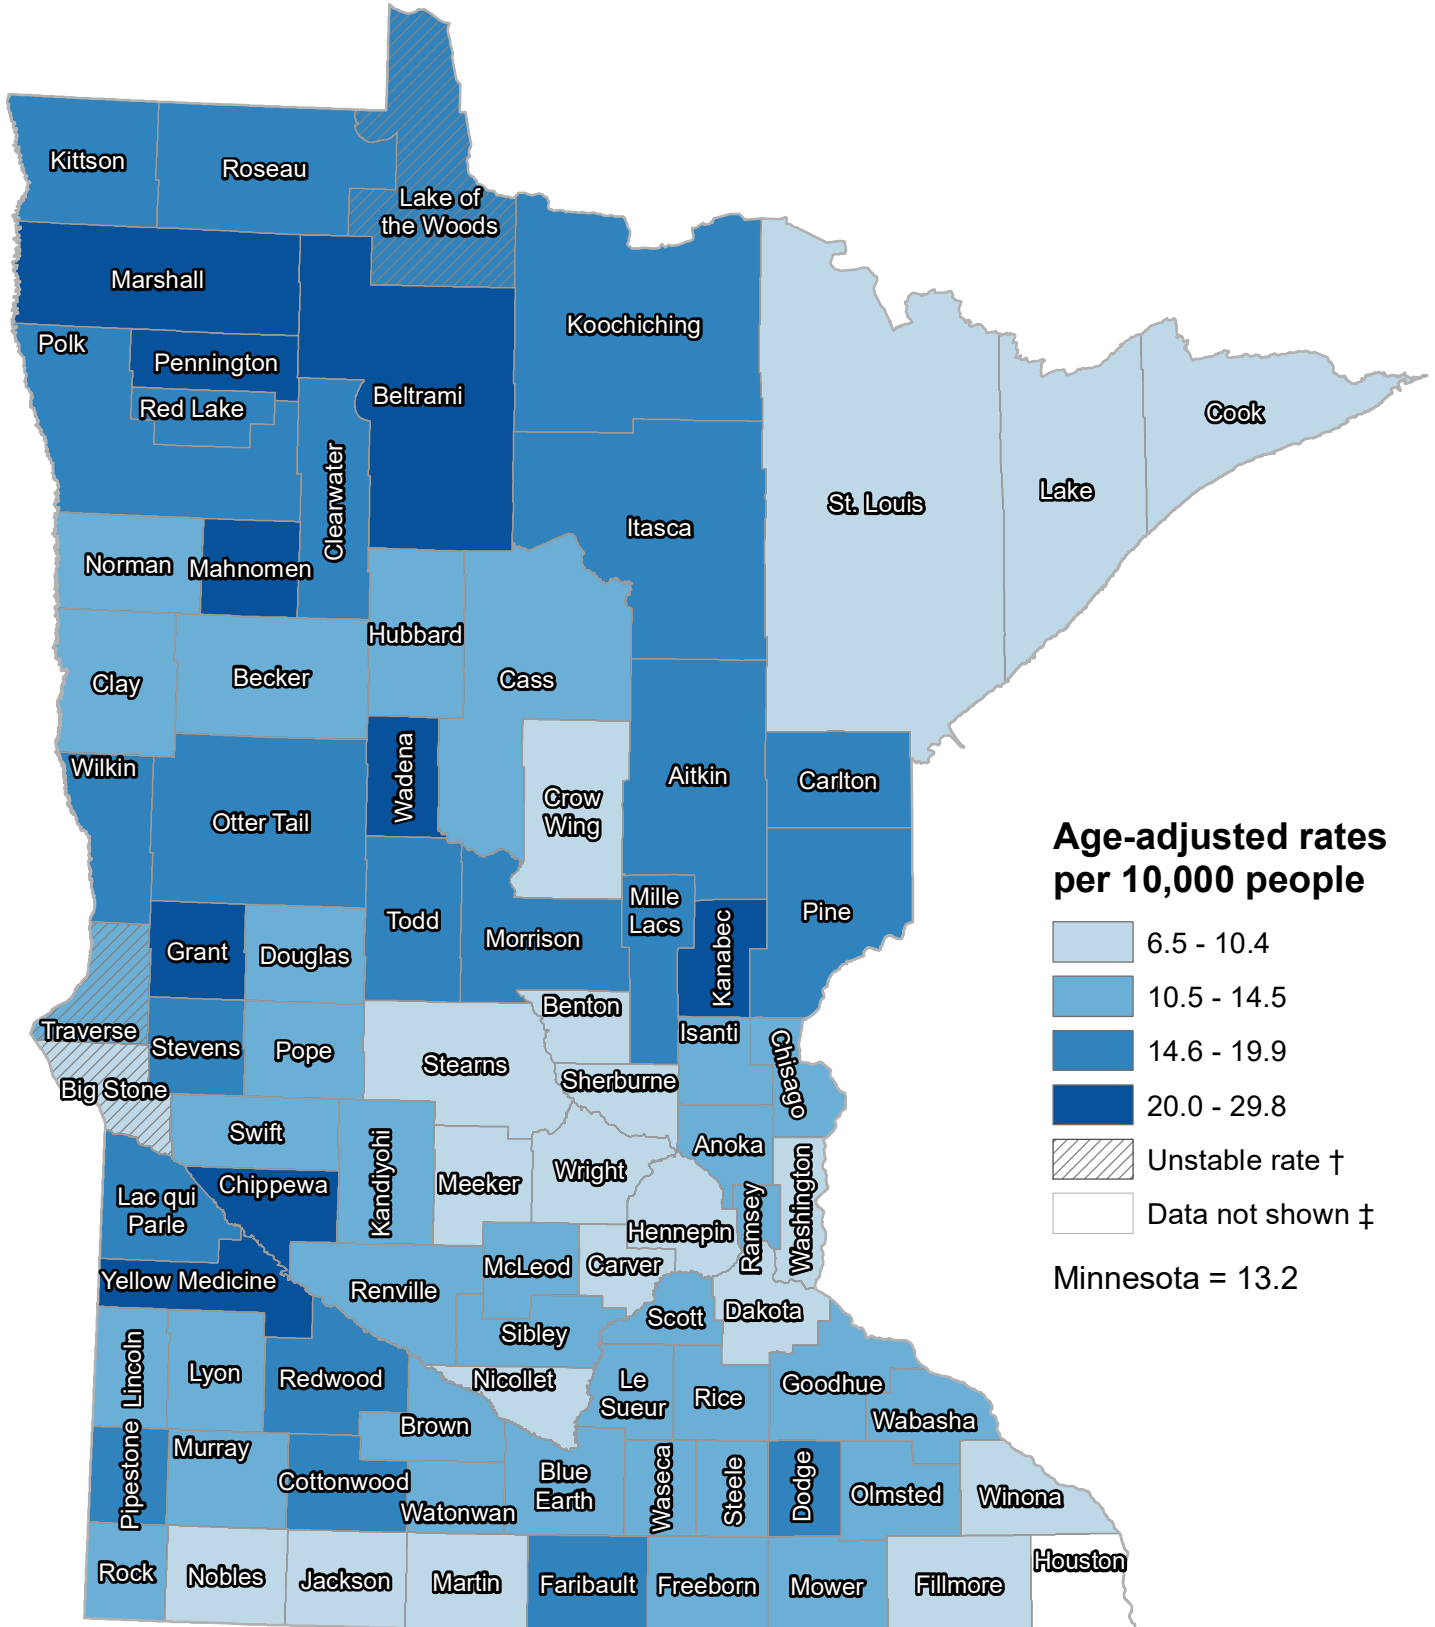 Kittson
Roseau
Lake of
the Woods
Marshall
Koochiching
Polk
Pennington
Beltrami
Red Lake
Cook
Clearwater
Lake
St. Louis
Itasca
Norman
Mahnomen
Hubbard
Clay
Becker
Cass
Wilkin
Wadena
Aitkin
Carlton
Otter Tail
Crow
Wing
Mille
Lacs
Pine
Todd
Morrison
Kanabec
Grant
Douglas
Benton
Traverse
Stevens
Pope
Stearns
Isanti
Chisago
Big Stone
Sherburne
Swift
Kandiyohi
Anoka
Meeker
Wright
Washington
Lac qui
Parle
Chippewa
Ramsey
Hennepin
Yellow Medicine
McLeod
Carver
Renville
Scott
Dakota
Sibley
Lincoln
Lyon
Redwood
Nicollet
Le
Sueur
Rice
Goodhue
Wabasha
Brown
Pipestone
Murray
Cottonwood
Watonwan
Blue
Earth
Waseca
Steele
Dodge
Olmsted
Winona
Rock
Nobles
Jackson
Martin
Faribault
Freeborn
Mower
Fillmore
Houston
Age-adjusted rates
per 10,000 people
6.5 - 10.4
10.5 - 14.5
14.6 - 19.9
20.0 - 29.8
Unstable rate †
Data not shown ‡
Minnesota = 13.2